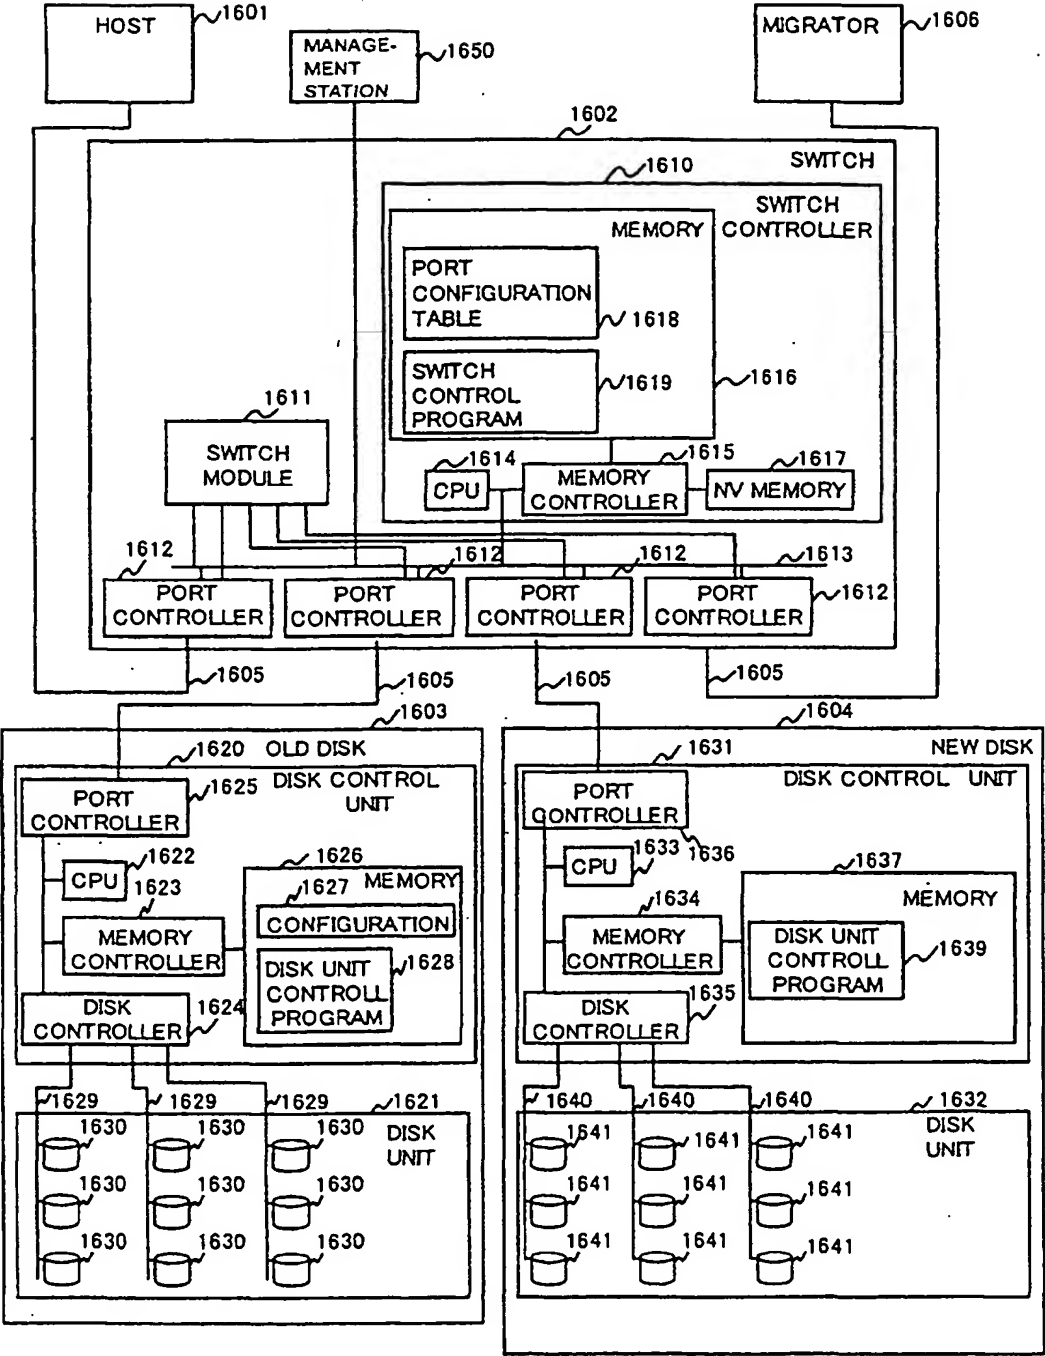 HOST
1601
MANAGE-
MENT
STATION
1650
MIGRATOR
1606
1602
SWITCH
1610
SWITCH
CONTROLLER
MEMORY
PORT
CONFIGURATION
TABLE
1618
SWITCH
CONTROL
PROGRAM
1619
1616
1611
SWITCH
MODULE
1614
CPU
1615
MEMORY
CONTROLLER
1617
NV MEMORY
1613
1612
PORT
CONTROLLER
1612
PORT
CONTROLLER
1612
PORT
CONTROLLER
1612
PORT
CONTROLLER
1605
1605
1605
1605
1603
OLD DISK
1620
DISK CONTROL
UNIT
1625
PORT
CONTROLLER
1622
CPU
1623
MEMORY
CONTROLLER
1626
MEMORY
1627
CONFIGURATION
1628
DISK UNIT
CONTROLL
PROGRAM
1624
DISK
CONTROLLER
1629
1629
1629
1621
DISK
UNIT
1630
1630
1630
1630
1630
1630
1630
1630
1630
1604
NEW DISK
1631
DISK CONTROL UNIT
PORT
CONTROLLER
1636
1633
CPU
1634
MEMORY
CONTROLLER
1637
MEMORY
DISK UNIT
CONTROLL
PROGRAM
1639
1635
DISK
CONTROLLER
1640
1640
1640
1632
DISK
UNIT
1641
1641
1641
1641
1641
1641
1641
1641
1641